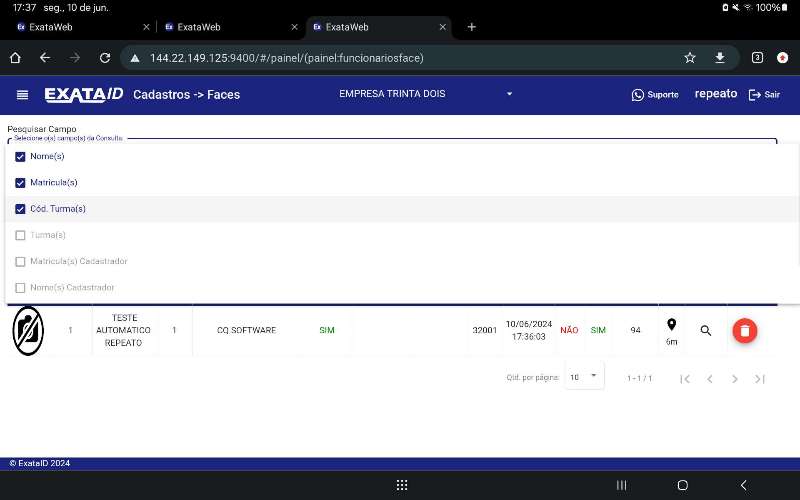 17:37 seg., 10 de jun.
100%
ExataWeb
ExataWeb
ExataWeb
144.22.149.125:9400/#/painel/(painel:funcionariosface)
3
EXATAID
Cadastros -> Faces
EMPRESA TRINTA DOIS
Suporte
repeato
Sair
Pesquisar Campo
Selecione o(s) campo(s) da Consulta
Nome(s)
Matricula(s)
Cód. Turma(s)
Turma(s)
Matricula(s) Cadastrador
Nome(s) Cadastrador
1
TESTE
AUTOMATICO
REPEATO
1
CQ.SOFTWARE
SIM
32001
10/06/2024
17:36:03
NÃO
SIM
94
6m
Qtd. por página:
10
1 - 1 / 1
© ExataID 2024